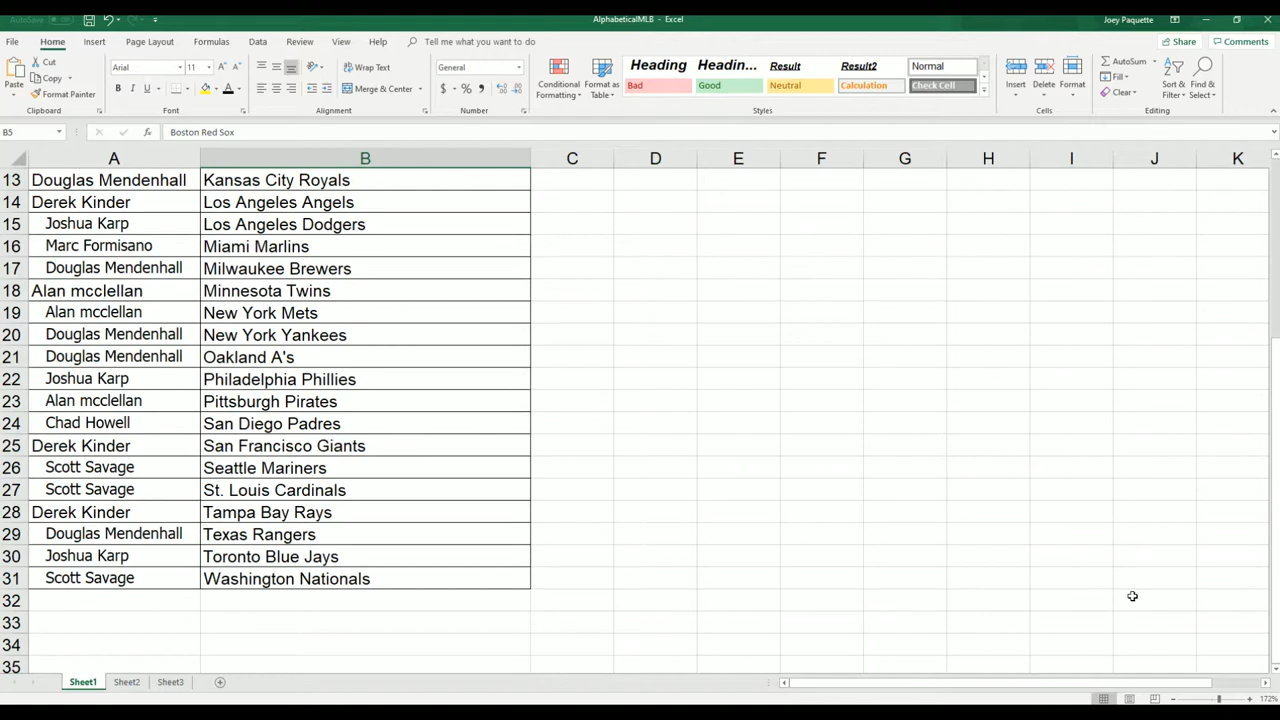 AutoSave Off AlphabeticalMLB - Excel Joey Paquette
File Home Insert Page Layout Formulas Data Review View Help Tell me what you want to do Share Comments
Paste Cut Copy Format Painter Clipboard
Arial 11 B I U A Font
Wrap Text Merge & Center Alignment
General $ % , Number
Conditional Formatting Format as Table
Heading Headin... Result Result2 Normal
Bad Good Neutral Calculation Check Cell
Styles
Insert Delete Format Cells
AutoSum Fill Clear Sort & Filter Find & Select Editing
B5 fx Boston Red Sox
A B C D E F G H I J K
13 Douglas Mendenhall Kansas City Royals
14 Derek Kinder Los Angeles Angels
15 Joshua Karp Los Angeles Dodgers
16 Marc Formisano Miami Marlins
17 Douglas Mendenhall Milwaukee Brewers
18 Alan mcclellan Minnesota Twins
19 Alan mcclellan New York Mets
20 Douglas Mendenhall New York Yankees
21 Douglas Mendenhall Oakland A's
22 Joshua Karp Philadelphia Phillies
23 Alan mcclellan Pittsburgh Pirates
24 Chad Howell San Diego Padres
25 Derek Kinder San Francisco Giants
26 Scott Savage Seattle Mariners
27 Scott Savage St. Louis Cardinals
28 Derek Kinder Tampa Bay Rays
29 Douglas Mendenhall Texas Rangers
30 Joshua Karp Toronto Blue Jays
31 Scott Savage Washington Nationals
32
33
34
35
Sheet1 Sheet2 Sheet3
172%